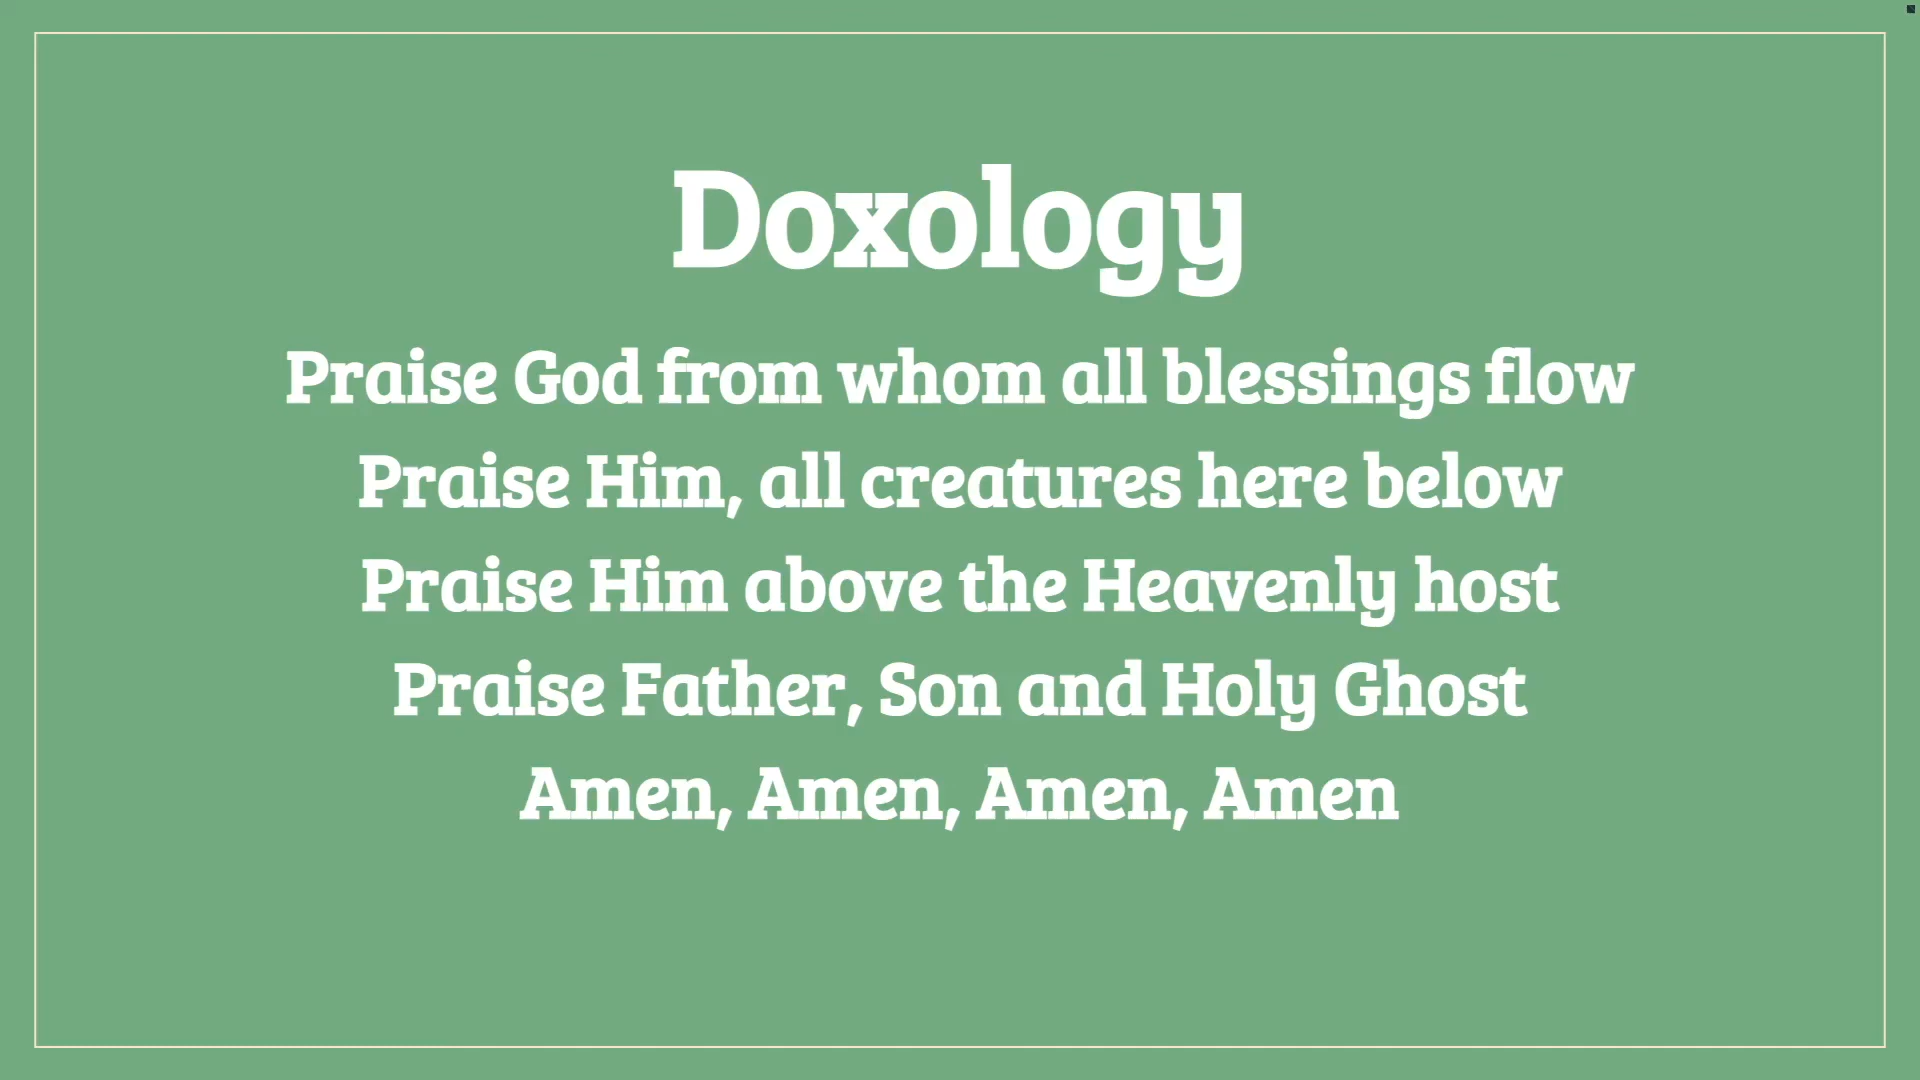 Doxology
Praise God from whom all blessings flow
Praise Him, all creatures here below
Praise Him above the Heavenly host
Praise Father, Son and Holy Ghost
Amen, Amen, Amen, Amen